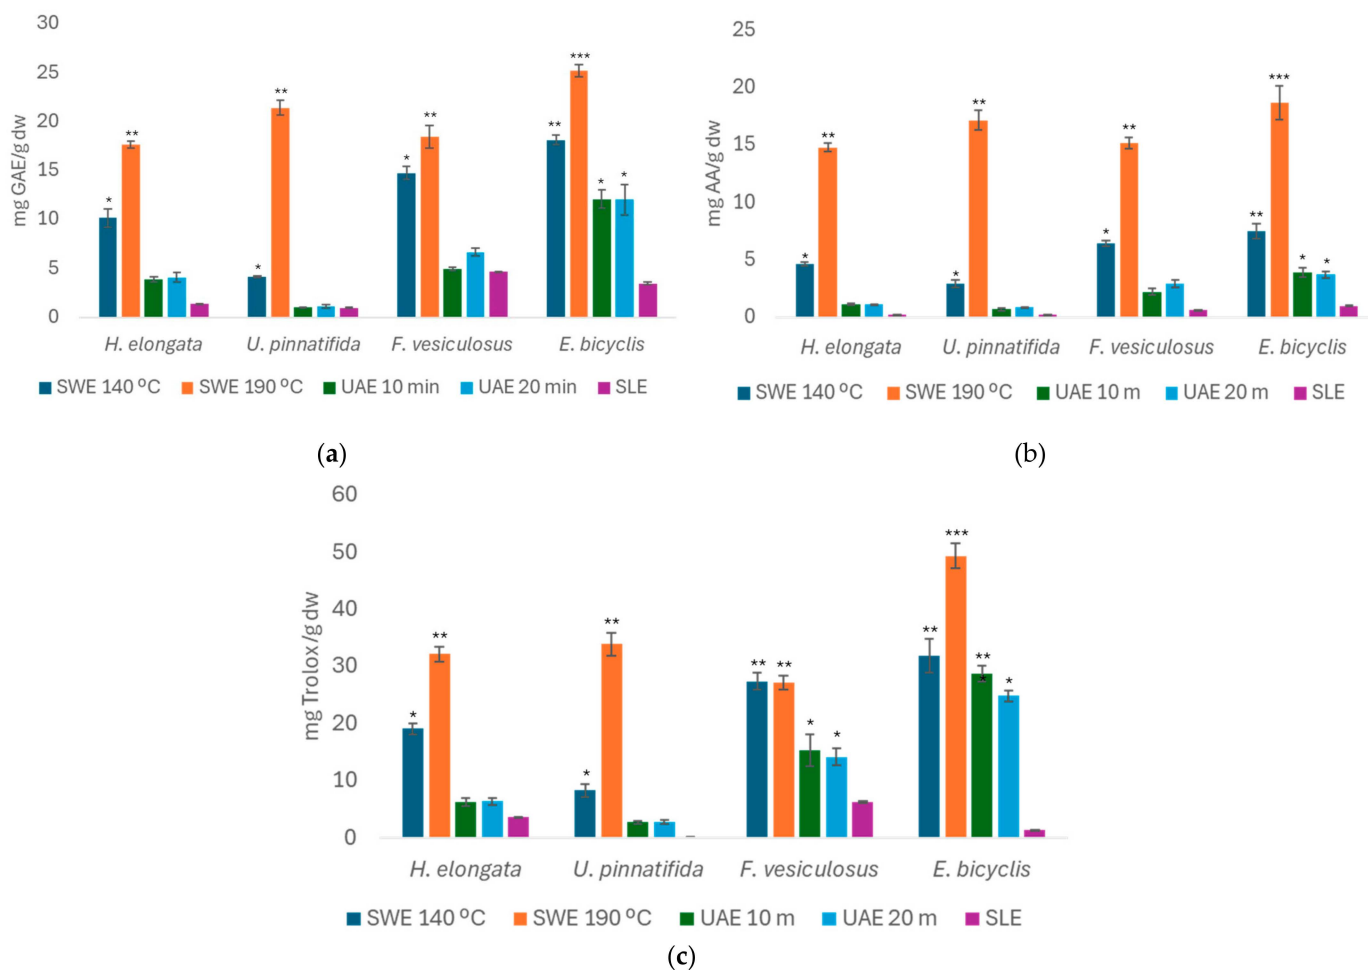 30
25
20
15
10
5
0
mg GAE/g dw
* ** * ** * ** ** *** * *
H. elongata U. pinnatifida F. vesiculosus E. bicyclis
SWE 140 ºC SWE 190 ºC UAE 10 min UAE 20 min SLE
(a)
25
20
15
10
5
0
mg AA/g dw
* ** * ** * ** ** *** * *
H. elongata U. pinnatifida F. vesiculosus E. bicyclis
SWE 140 ºC SWE 190 ºC UAE 10 m UAE 20 m SLE
(b)
60
50
40
30
20
10
0
mg Trolox/g dw
* ** * ** ** ** * * ** *** ** * *
H. elongata U. pinnatifida F. vesiculosus E. bicyclis
SWE 140 ºC SWE 190 ºC UAE 10 m UAE 20 m SLE
(c)